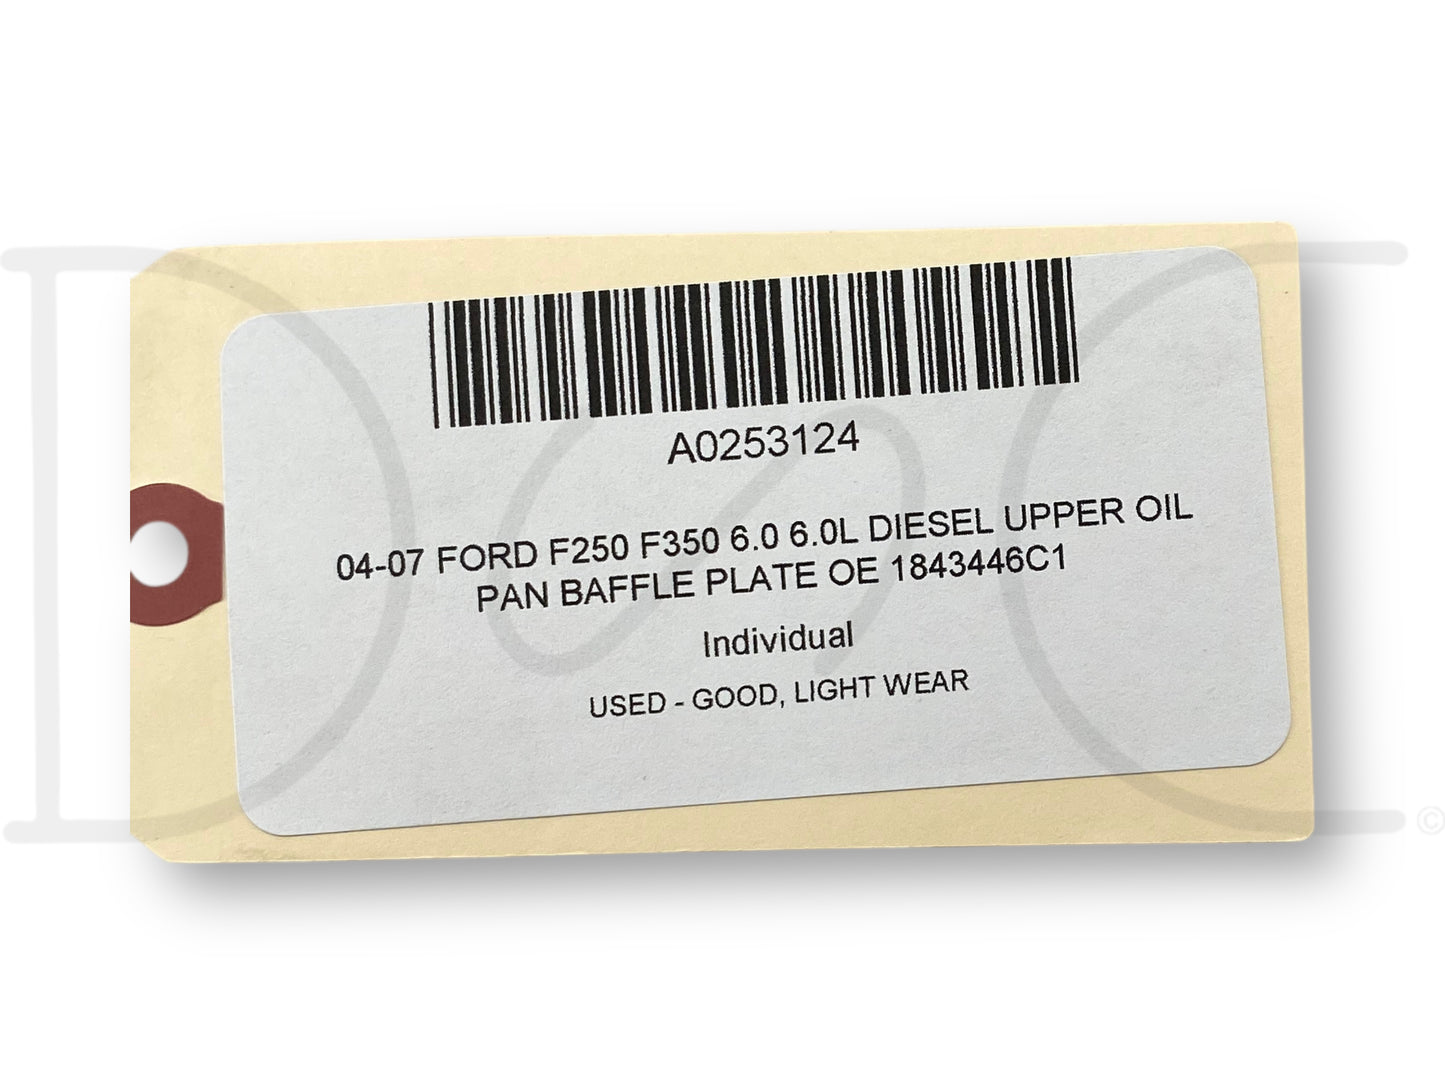 A0253124
04-07 FORD F250 F350 6.0 6.0L DIESEL UPPER OIL
PAN BAFFLE PLATE OE 1843446C1
Individual
USED - GOOD, LIGHT WEAR
©